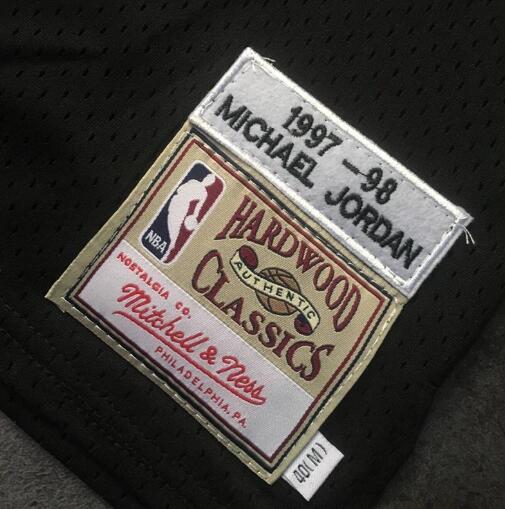 1997-98
MICHAEL JORDAN
NBA
HARDWOOD
AUTHENTIC
CLASSICS
NOSTALGIA CO.
Mitchell & Ness
PHILADELPHIA, PA.
40(M)